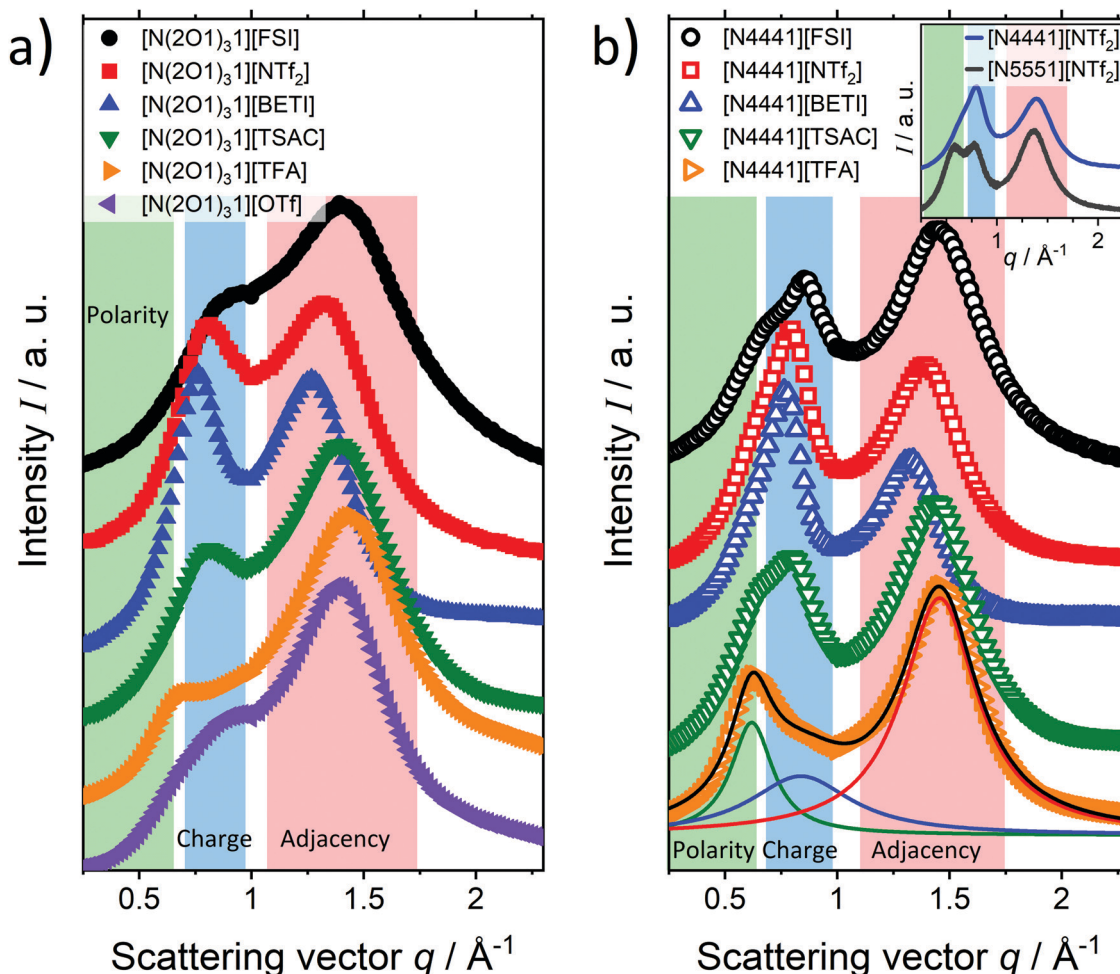 a)
[N(2O1)₃1][FSI]
[N(2O1)₃1][NTf₂]
[N(2O1)₃1][BETI]
[N(2O1)₃1][TSAC]
[N(2O1)₃1][TFA]
[N(2O1)₃1][OTf]
Polarity
Charge
Adjacency
Intensity I / a. u.
0.5
1
1.5
2
Scattering vector q / Å⁻¹
b)
[N4441][FSI]
[N4441][NTf₂]
[N4441][BETI]
[N4441][TSAC]
[N4441][TFA]
[N4441][NTf₂]
[N5551][NTf₂]
I / a. u.
1
2
q / Å⁻¹
Polarity
Charge
Adjacency
Intensity I / a. u.
0.5
1
1.5
2
Scattering vector q / Å⁻¹